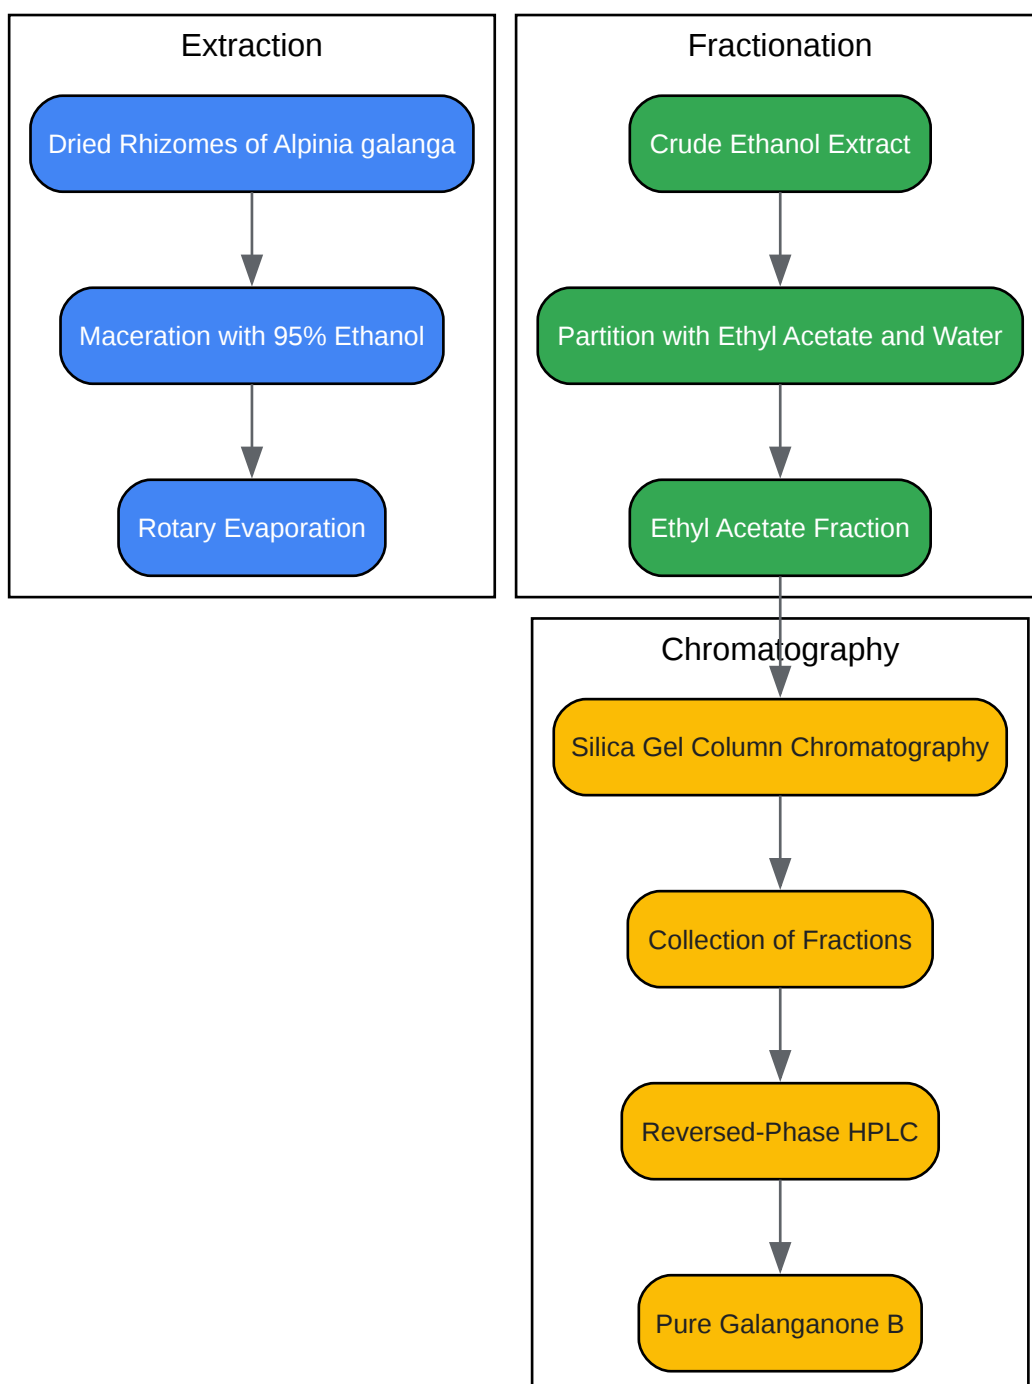 Extraction
Dried Rhizomes of Alpinia galanga
Maceration with 95% Ethanol
Rotary Evaporation
Fractionation
Crude Ethanol Extract
Partition with Ethyl Acetate and Water
Ethyl Acetate Fraction
Chromatography
Silica Gel Column Chromatography
Collection of Fractions
Reversed-Phase HPLC
Pure Galanganone B